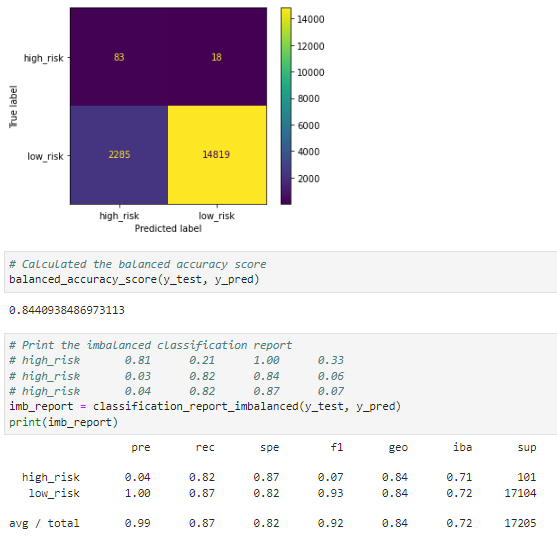 14000
high_risk 83 18
12000
10000
True label
8000
6000
low_risk 2285 14819
4000
2000
high_risk low_risk
Predicted label
# Calculated the balanced accuracy score
balanced_accuracy_score(y_test, y_pred)
0.8440938486973113
# Print the imbalanced classification report
# high_risk 0.81 0.21 1.00 0.33
# high_risk 0.03 0.82 0.84 0.06
# high_risk 0.04 0.82 0.87 0.07
imb_report = classification_report_imbalanced(y_test, y_pred)
print(imb_report)
pre rec spe f1 geo iba sup
high_risk 0.04 0.82 0.87 0.07 0.84 0.71 101
low_risk 1.00 0.87 0.82 0.93 0.84 0.72 17104
avg / total 0.99 0.87 0.82 0.92 0.84 0.72 17205